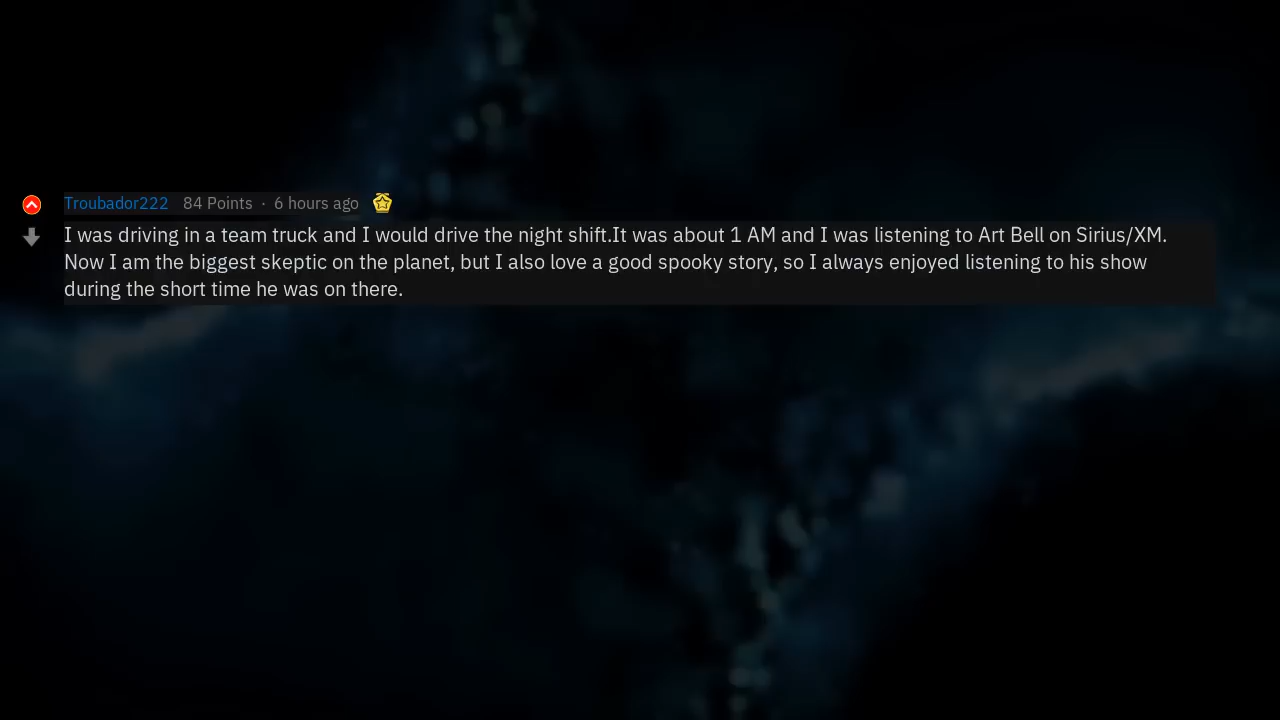 Troubador222 84 Points · 6 hours ago
I was driving in a team truck and I would drive the night shift.It was about 1 AM and I was listening to Art Bell on Sirius/XM.
Now I am the biggest skeptic on the planet, but I also love a good spooky story, so I always enjoyed listening to his show
during the short time he was on there.